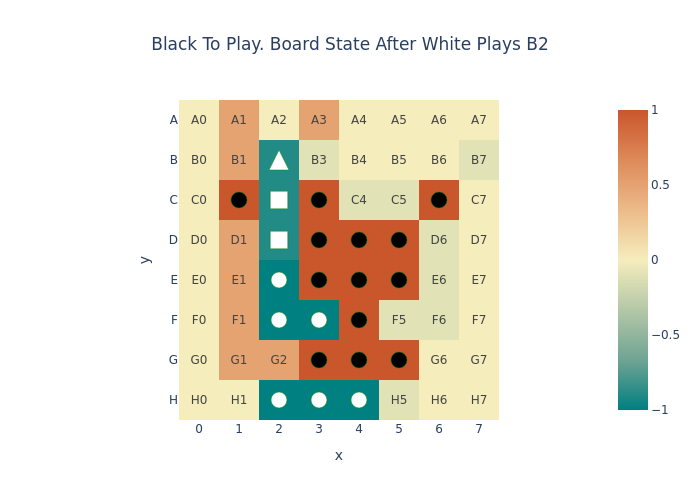 Black To Play. Board State After White Plays B2
A A0 A1 A2 A3 A4 A5 A6 A7
B B0 B1 B3 B4 B5 B6 B7
C C0 C4 C5 C7
D D0 D1 D6 D7
E E0 E1 E6 E7
F F0 F1 F5 F6 F7
G G0 G1 G2 G6 G7
H H0 H1 H5 H6 H7
0 1 2 3 4 5 6 7
x
y
1
0.5
0
−0.5
−1